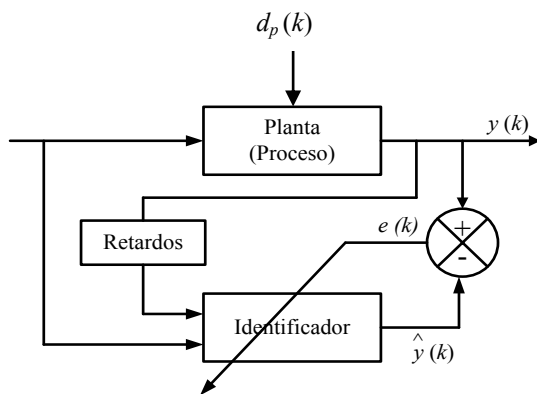 d_p (k)
Planta
(Proceso)
y (k)
Retardos
e (k)
+
-
Identificador
ŷ (k)